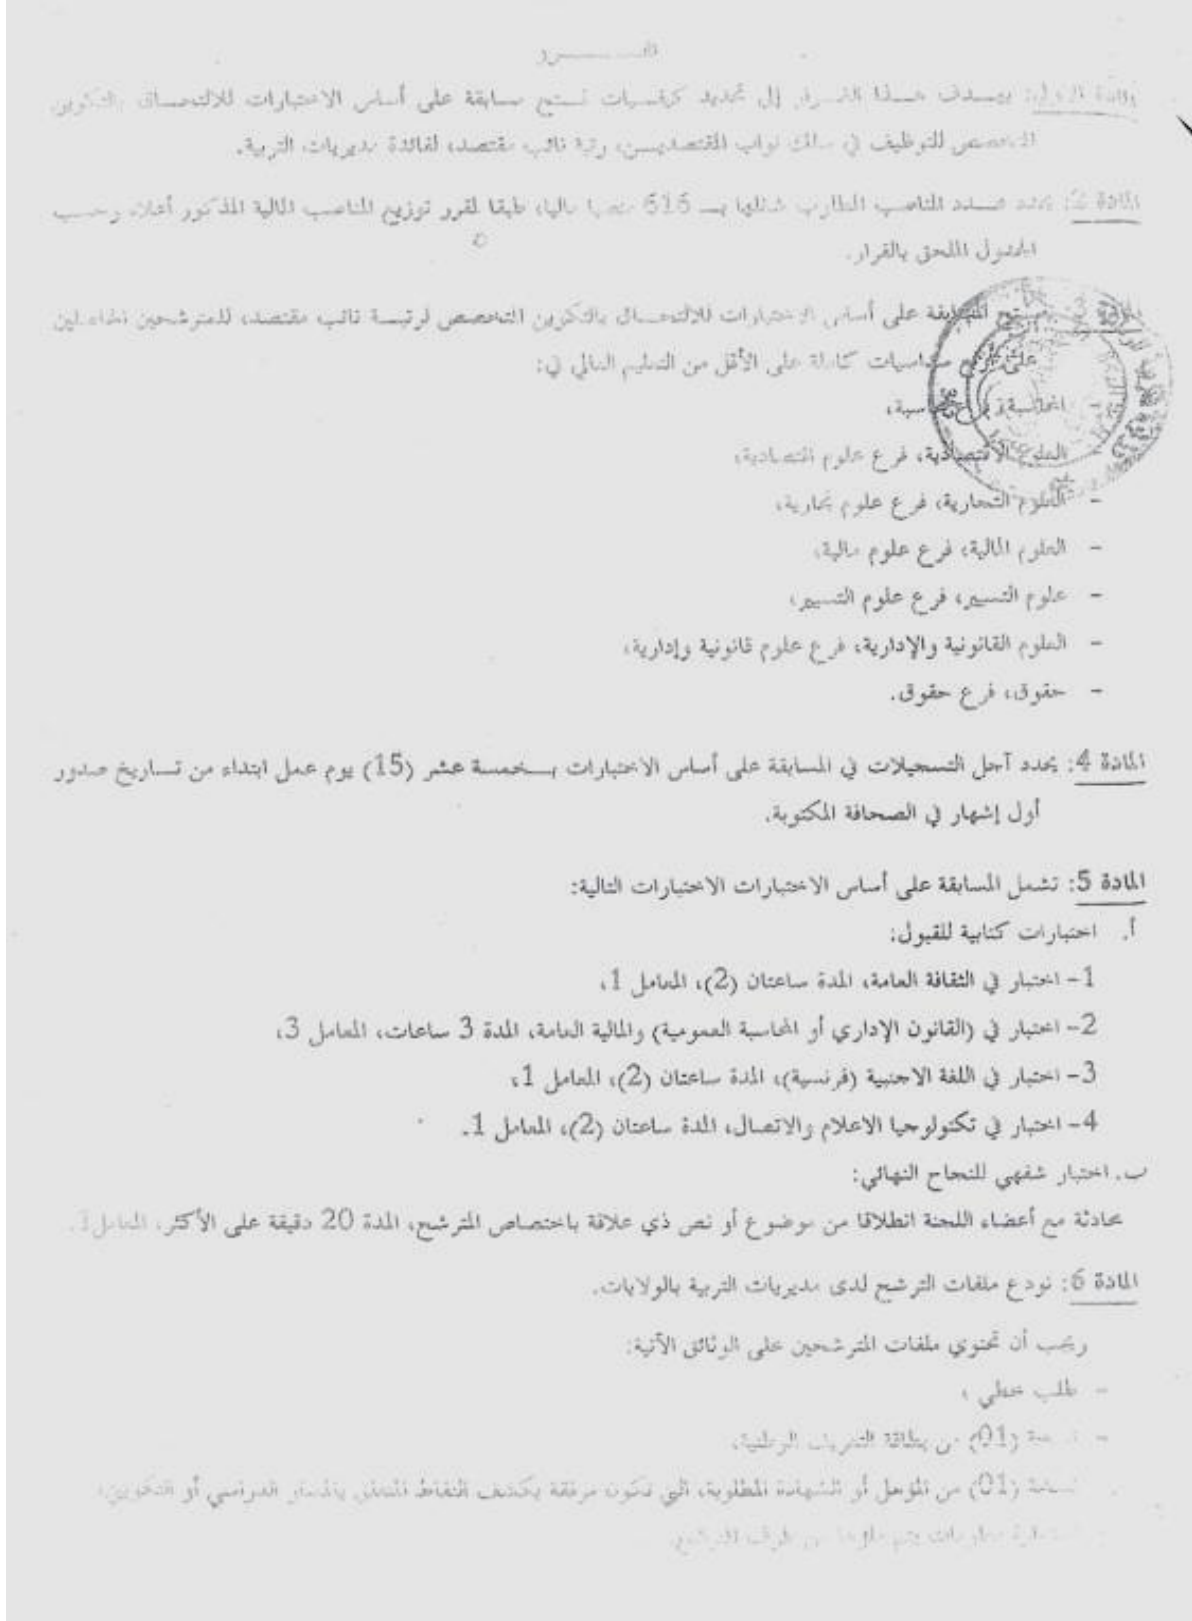 المادة الأولى: يهدف هذا القرار إلى تحديد كيفيات فتح مسابقة على أساس الاختبارات للالتحاق بالتكوين
المتخصص للتوظيف في سلك نواب المقتصدين، رتبة نائب مقتصد، لفائدة مديريات التربية.
المادة 2: يحدد عدد المناصب المطلوب شغلها بـ 616 منصبا ماليا، طبقا لمقرر توزيع المناصب المالية المذكور أعلاه وحسب
الجدول الملحق بالقرار.
المادة 3: تفتح المسابقة على أساس الاختبارات للالتحاق بالتكوين المتخصص لرتبة نائب مقتصد، للمترشحين
على أربع سداسيات كاملة على الأقل من التعليم العالي في:
- المحاسبة، فرع محاسبة،
- العلوم الاقتصادية، فرع علوم اقتصادية،
- العلوم التجارية، فرع علوم تجارية،
- العلوم المالية، فرع علوم مالية،
- علوم التسيير، فرع علوم التسيير،
- العلوم القانونية والإدارية، فرع علوم قانونية وإدارية،
- حقوق، فرع حقوق.
المادة 4: يحدد آجل التسجيلات في المسابقة على أساس الاختبارات بـخمسة عشر (15) يوم عمل ابتداء من تاريخ صدور
أول إشهار في الصحافة المكتوبة.
المادة 5: تشمل المسابقة على أساس الاختبارات الاختبارات التالية:
أ. اختبارات كتابية للقبول:
1- اختبار في الثقافة العامة، المدة ساعتان (2)، المعامل 1،
2- اختبار في (القانون الإداري أو المحاسبة العمومية) والمالية العامة، المدة 3 ساعات، المعامل 3،
3- اختبار في اللغة الاجنبية (فرنسية)، المدة ساعتان (2)، المعامل 1،
4- اختبار في تكنولوجيا الاعلام والاتصال، المدة ساعتان (2)، المعامل 1.
ب. اختبار شفهي للنجاح النهائي:
محادثة مع أعضاء اللجنة انطلاقا من موضوع أو نص ذي علاقة باختصاص المترشح، المدة 20 دقيقة على الأكثر، المعامل
المادة 6: تودع ملفات الترشح لدى مديريات التربية بالولايات.
ويجب أن تحتوي ملفات المترشحين على الوثائق الآتية:
- طلب خطي ،
- نسخة (01) من بطاقة التعريف الوطنية،
نسخة (01) من المؤهل أو الشهادة المطلوبة، التي تكون مرفقة بكشف النقاط المتعلق بالمسار الدراسي أو التكوين،
معلومات يتم ملؤها من طرف المترشح